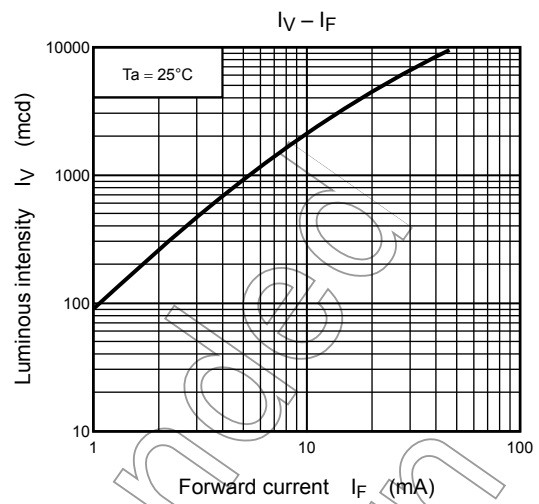 IV – IF
Ta = 25°C
10000
1000
100
10
Luminous intensity IV (mcd)
1
10
100
Forward current IF (mA)